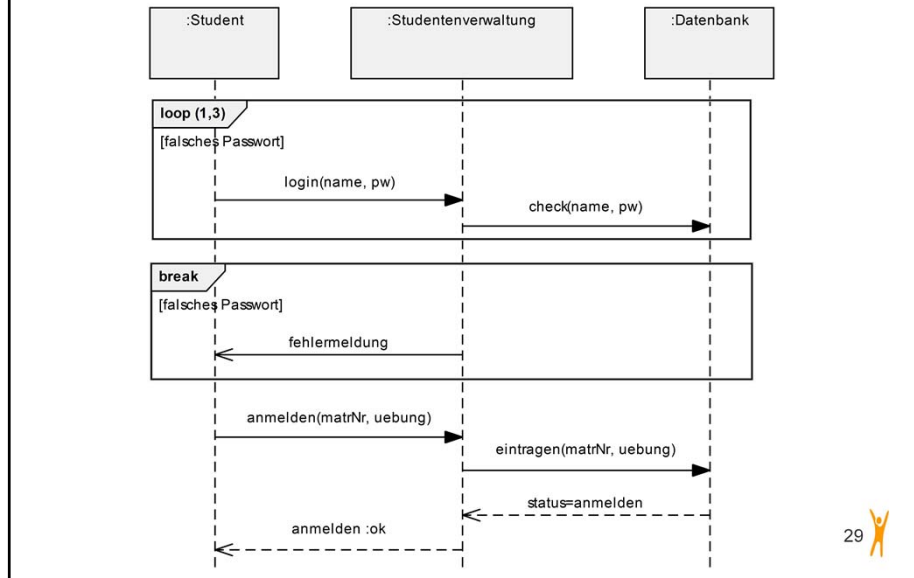 :Student
:Studentenverwaltung
:Datenbank
loop (1,3)
[falsches Passwort]
login(name, pw)
check(name, pw)
break
[falsches Passwort]
fehlermeldung
anmelden(matrNr, uebung)
eintragen(matrNr, uebung)
status=anmelden
anmelden :ok
29